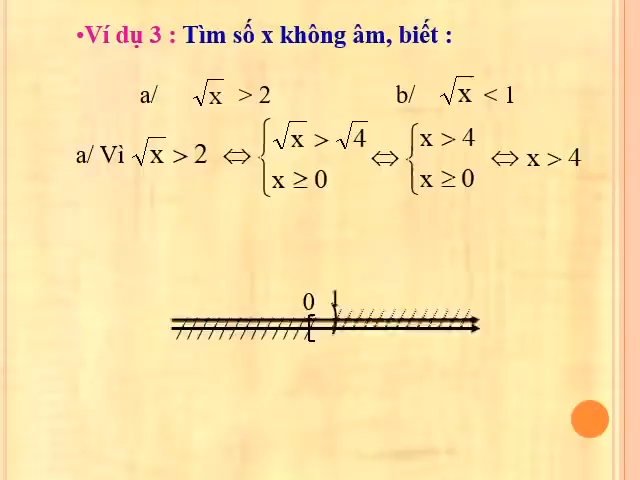 •Ví dụ 3 : Tìm số x không âm, biết :
a/ √x > 2 b/ √x < 1
a/ Vì √x > 2 ⇔ { √x > √4 x ≥ 0 ⇔ { x > 4 x ≥ 0 ⇔ x > 4
0